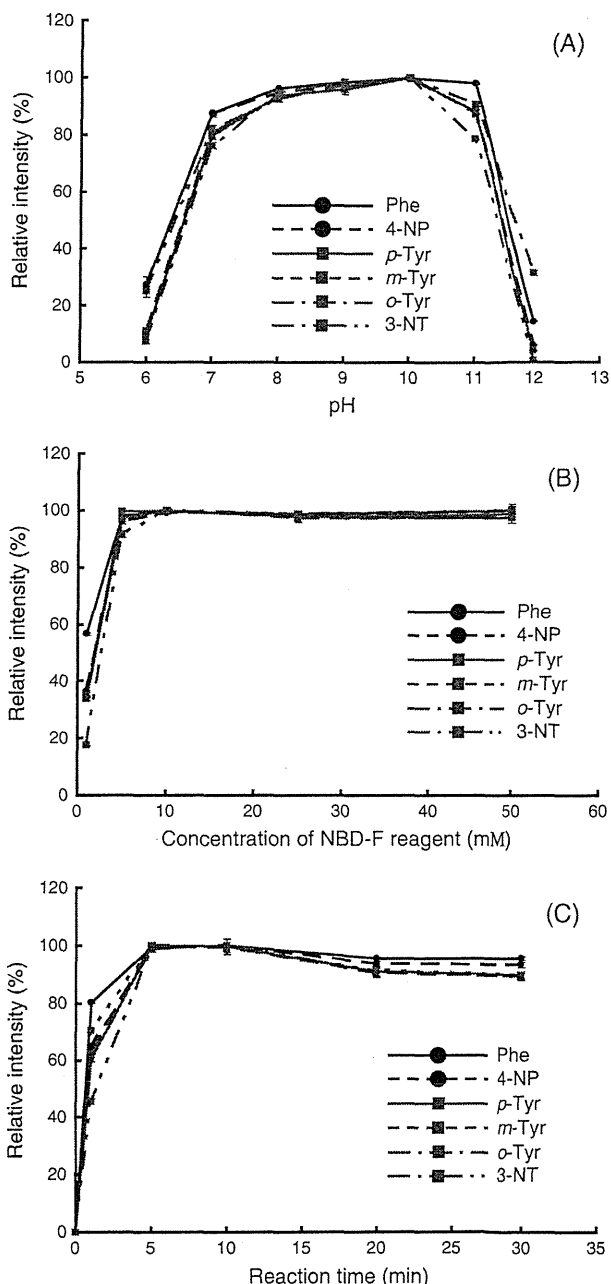 (A)
120
100
80
60
40
20
0
Relative intensity (%)
Phe
4-NP
p-Tyr
m-Tyr
o-Tyr
3-NT
5 6 7 8 9 10 11 12 13
pH
(B)
120
100
80
60
40
20
0
Relative intensity (%)
Phe
4-NP
p-Tyr
m-Tyr
o-Tyr
3-NT
0 10 20 30 40 50 60
Concentration of NBD-F reagent (mM)
(C)
120
100
80
60
40
20
0
Relative intensity (%)
Phe
4-NP
p-Tyr
m-Tyr
o-Tyr
3-NT
0 5 10 15 20 25 30 35
Reaction time (min)